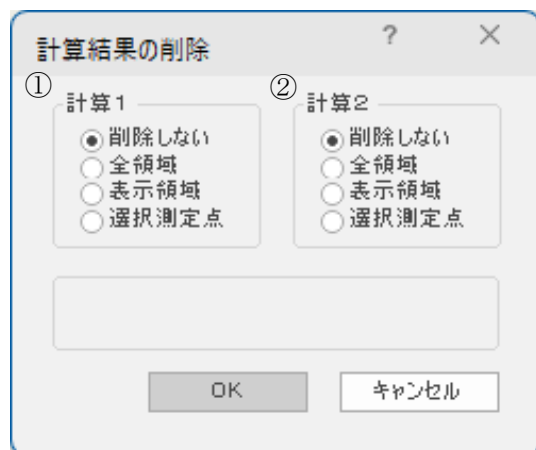 計算結果の削除 ? ×
① 計算1
削除しない
全領域
表示領域
選択測定点
② 計算2
削除しない
全領域
表示領域
選択測定点
OK キャンセル